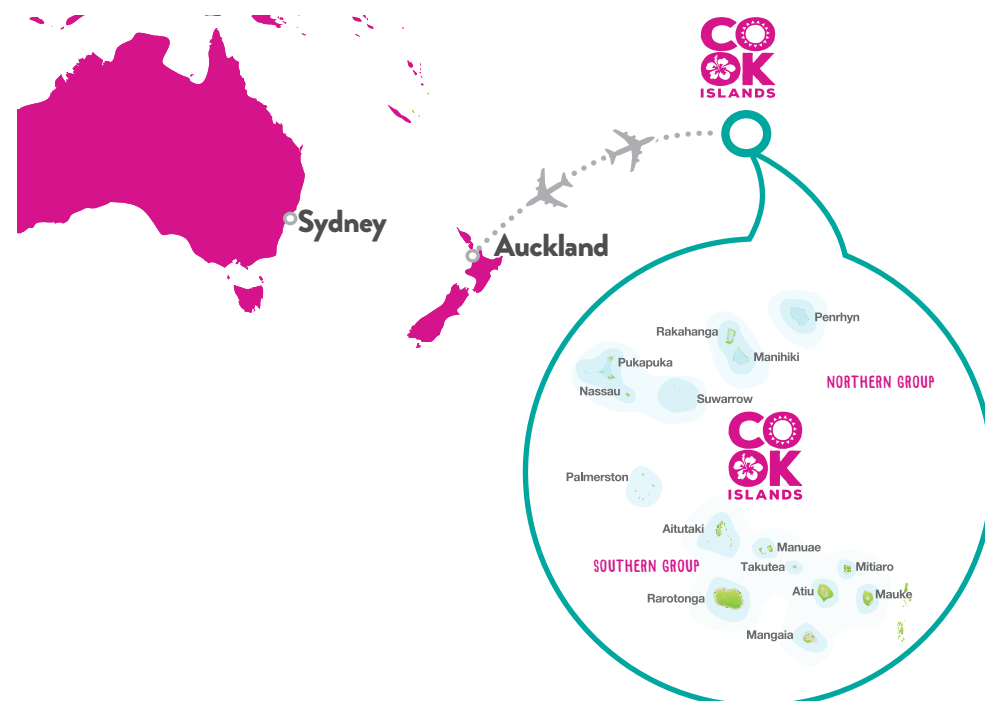 CO
OK
ISLANDS
Sydney
Auckland
Penrhyn
Rakahanga
Manihiki
Pukapuka
Nassau
Suwarrow
NORTHERN GROUP
CO
OK
ISLANDS
Palmerston
Aitutaki
Manuae
SOUTHERN GROUP
Takutea
Mitiaro
Rarotonga
Atiu
Mauke
Mangaia